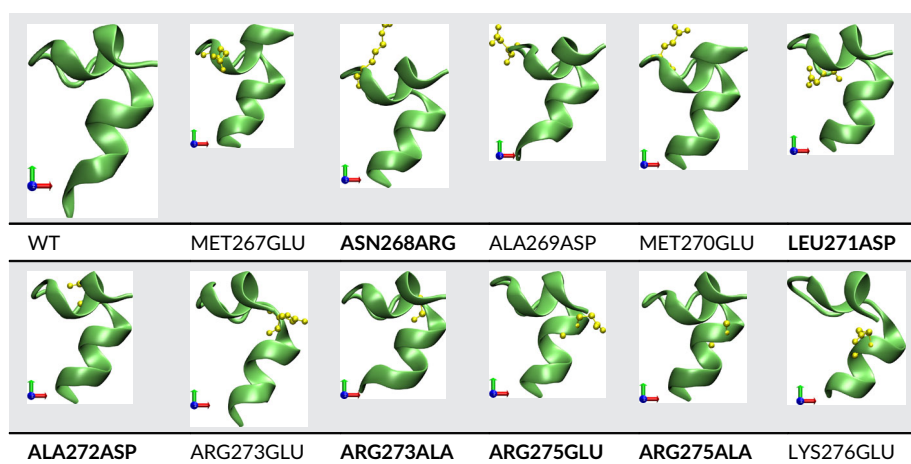 WT MET267GLU ASN268ARG ALA269ASP MET270GLU LEU271ASP
ALA272ASP ARG273GLU ARG273ALA ARG275GLU ARG275ALA LYS276GLU